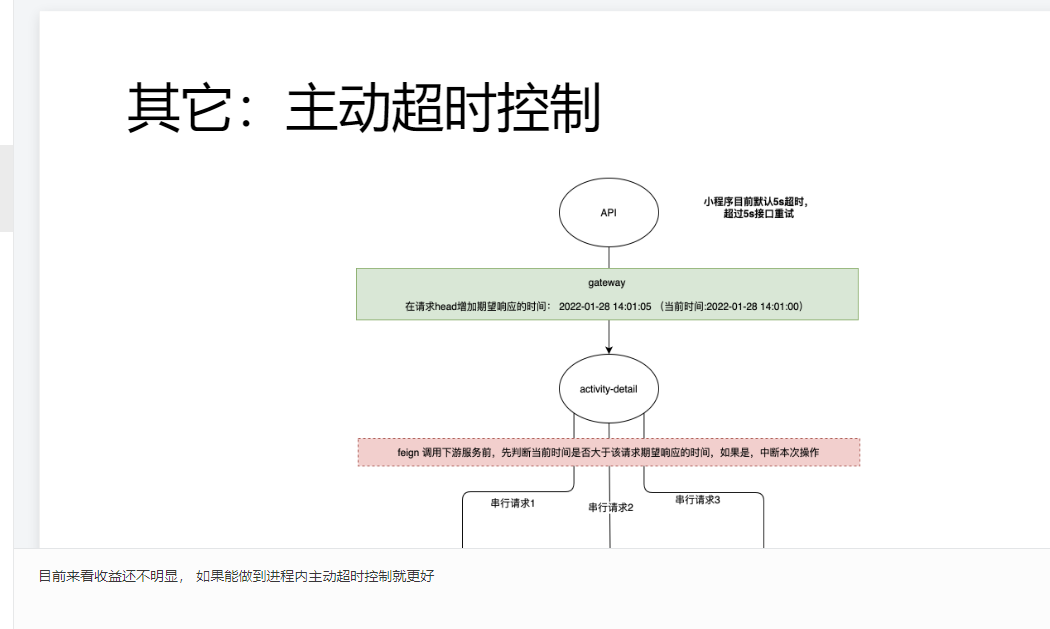 其它：主动超时控制
API
小程序目前默认5s超时，
超过5s接口重试
gateway
在请求head增加期望响应的时间： 2022-01-28 14:01:05 （当前时间:2022-01-28 14:01:00）
activity-detail
feign 调用下游服务前，先判断当前时间是否大于该请求期望响应的时间，如果是，中断本次操作
串行请求1
串行请求2
串行请求3
目前来看收益还不明显， 如果能做到进程内主动超时控制就更好